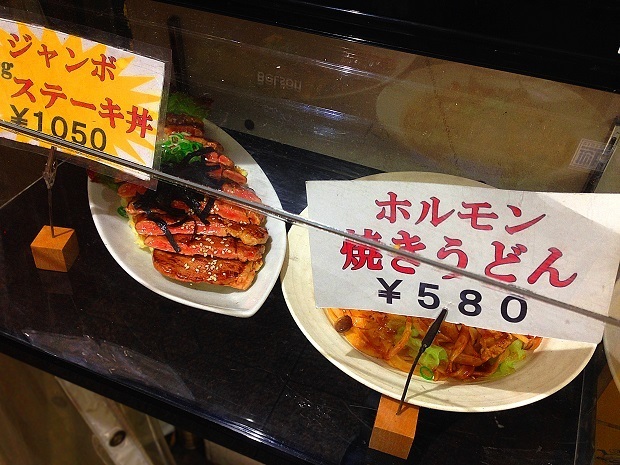 ジャンボ
g
ステーキ丼
¥1050
ホルモン
焼きうどん
¥580